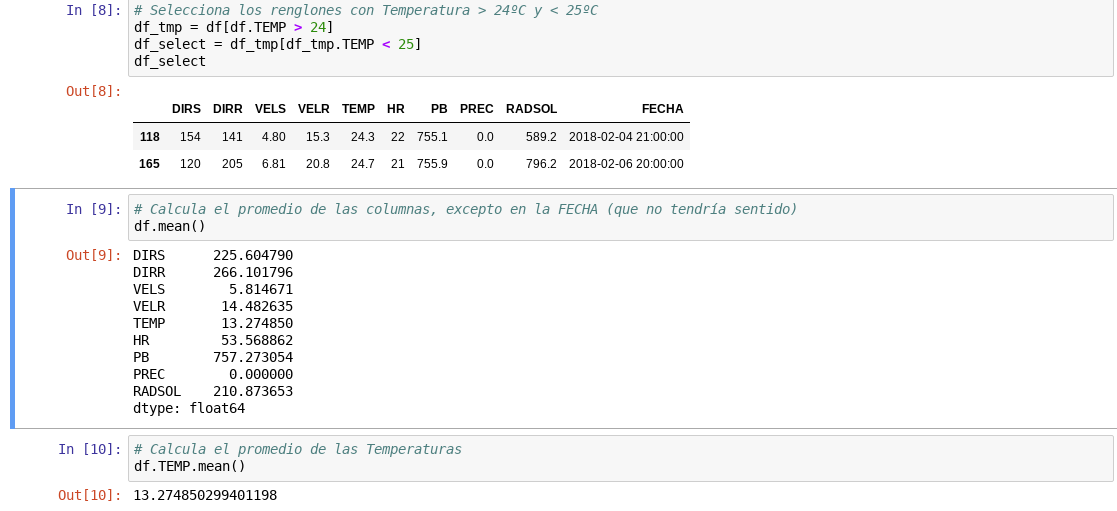 In [8]: # Selecciona los renglones con Temperatura > 24ºC y < 25ºC
df_tmp = df[df.TEMP > 24]
df_select = df_tmp[df_tmp.TEMP < 25]
df_select
Out[8]:
DIRS DIRR VELS VELR TEMP HR PB PREC RADSOL FECHA
118 154 141 4.80 15.3 24.3 22 755.1 0.0 589.2 2018-02-04 21:00:00
165 120 205 6.81 20.8 24.7 21 755.9 0.0 796.2 2018-02-06 20:00:00
In [9]: # Calcula el promedio de las columnas, excepto en la FECHA (que no tendría sentido)
df.mean()
Out[9]: DIRS 225.604790
DIRR 266.101796
VELS 5.814671
VELR 14.482635
TEMP 13.274850
HR 53.568862
PB 757.273054
PREC 0.000000
RADSOL 210.873653
dtype: float64
In [10]: # Calcula el promedio de las Temperaturas
df.TEMP.mean()
Out[10]: 13.274850299401198